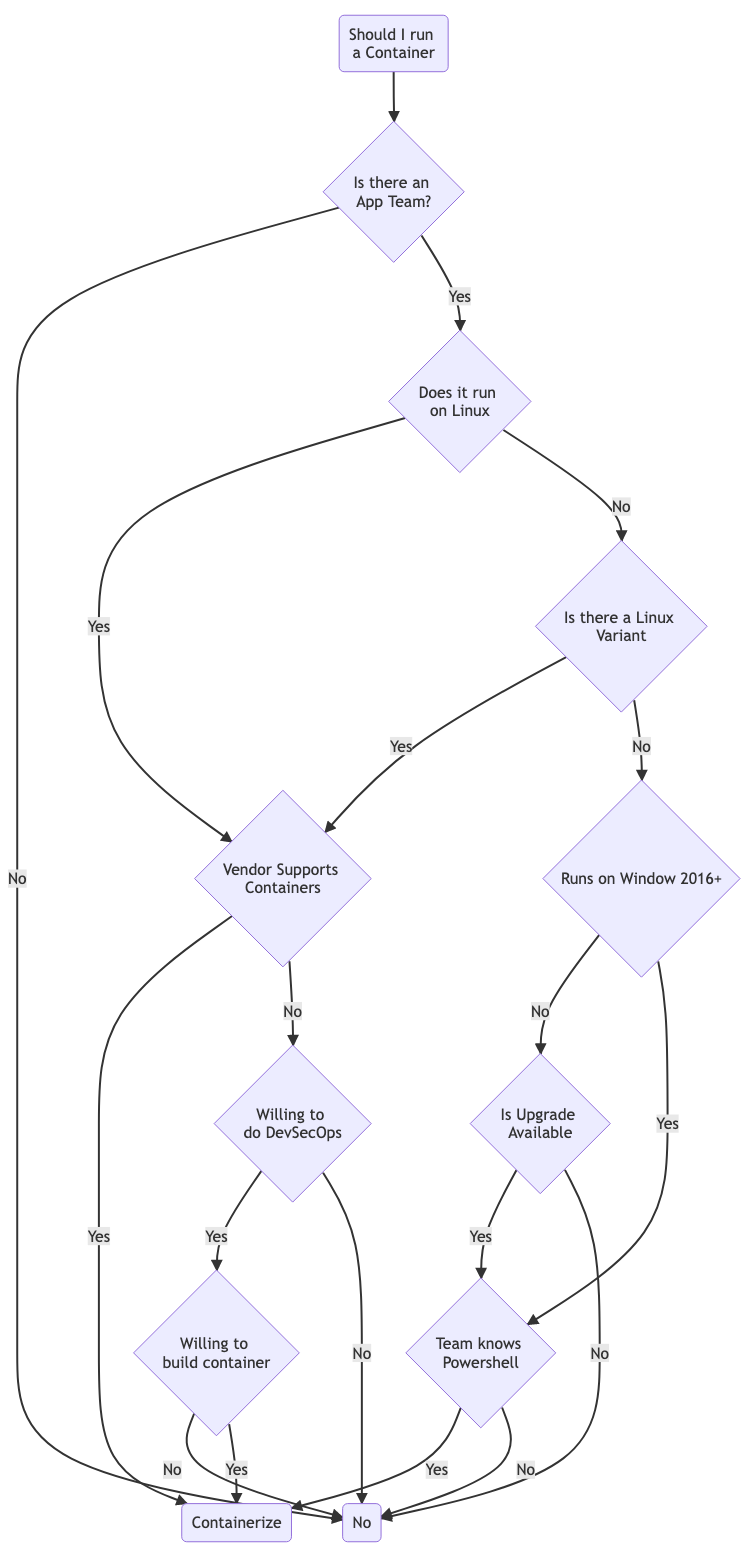 Should I run
a Container
Is there an
App Team?
Yes
Does it run
on Linux
No
Is there a Linux
Variant
Yes
Yes
No
Vendor Supports
Containers
No
Runs on Window 2016+
No
No
Willing to
do DevSecOps
Is Upgrade
Available
Yes
Yes
Yes
Yes
Willing to
build container
No
Team knows
Powershell
No
No
Yes
Yes
No
Containerize
No